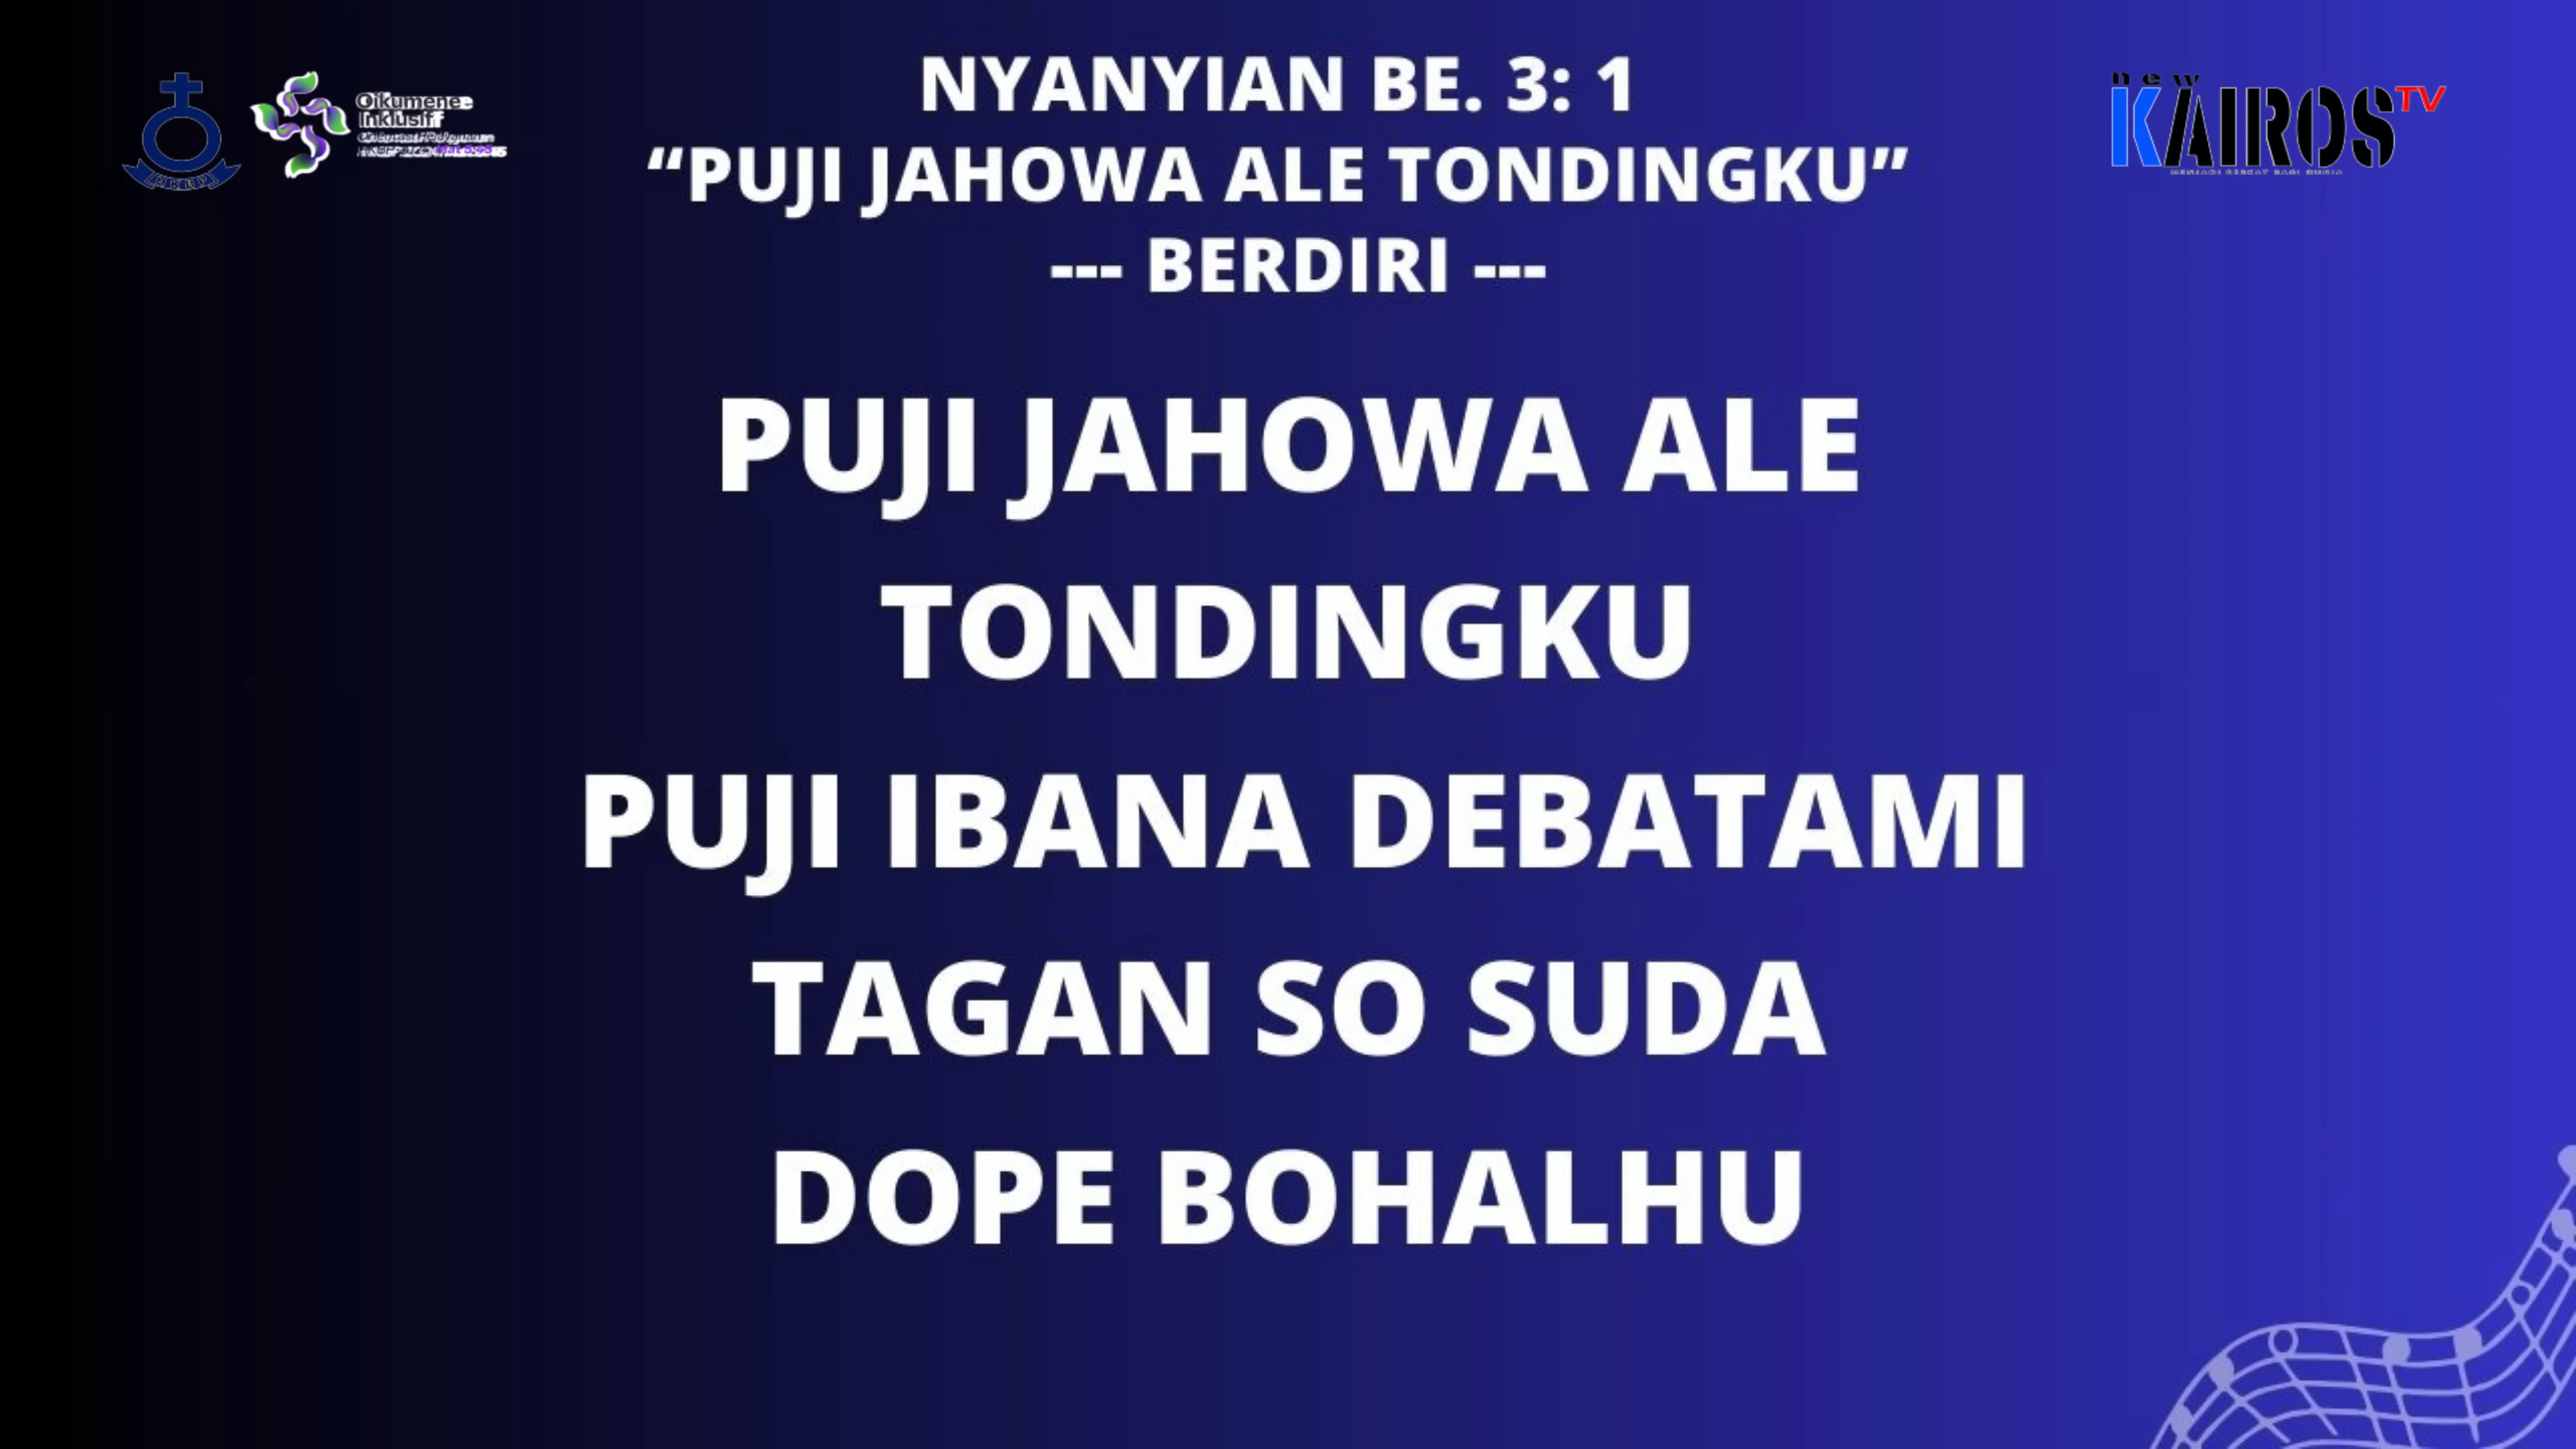 NYANYIAN BE. 3: 1
“PUJI JAHOWA ALE TONDINGKU”
--- BERDIRI ---
Oikumene
Inklusif
new
KAIROS TV
PUJI JAHOWA ALE
TONDINGKU
PUJI IBANA DEBATAMI
TAGAN SO SUDA
DOPE BOHALHU